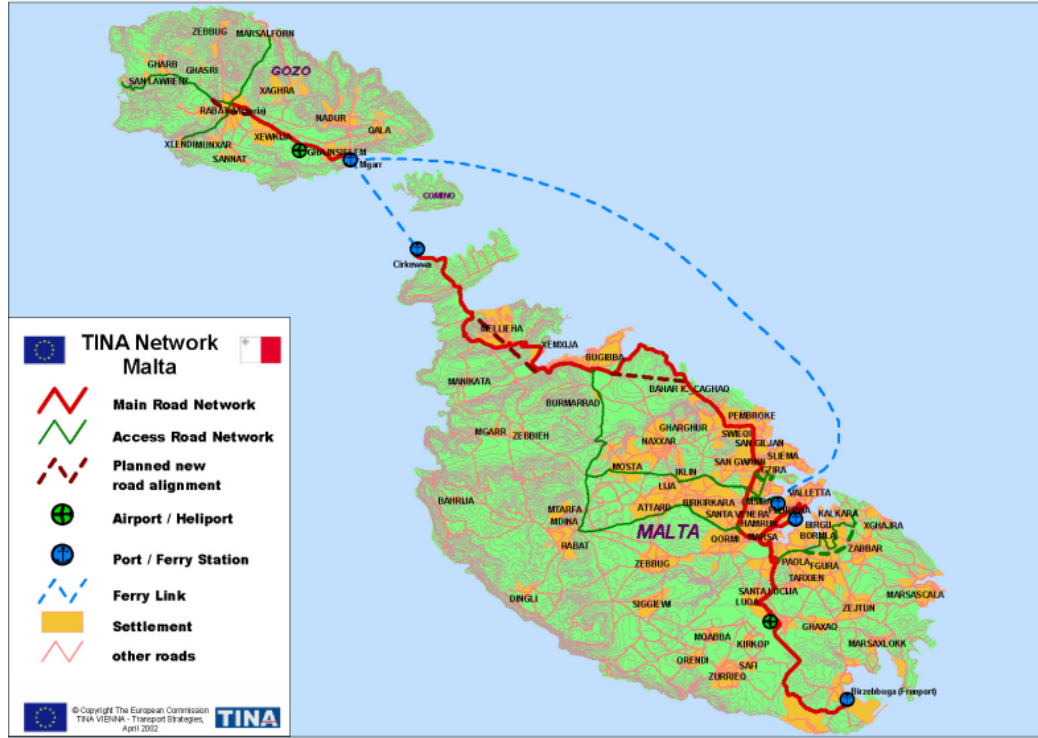 ZEBBUG
MARSALFORN
GHARB
GHASRI
GOZO
SAN LAWRENZ
XAGHRA
NADUR
QALA
XEWKIJA
XLENDI
MUNXAR
SANNAT
GHAJNSIELEM
Mgarr
COMINO
Cirkewwa
TINA Network
Malta
Main Road Network
Access Road Network
Planned new
road alignment
Airport / Heliport
Port / Ferry Station
Ferry Link
Settlement
other roads
© Copyright The European Commission
TINA VIENNA - Transport Strategies,
April 2002
TINA
MELLIEHA
XEMXIJA
BUGIBBA
MANIKATA
BURMARRAD
BAHAR IC CAGHAQ
PEMBROKE
MGARR
ZEBBIEH
GHARGHUR
SWIEQI
NAXXAR
SAN GILJAN
SLIEMA
SAN GWANN
GZIRA
MOSTA
IKLIN
LIJA
BAHRIJA
BIRKIRKARA
MSIDA
VALLETTA
ATTARD
SANTA VENERA
MTARFA
MDINA
MALTA
HAMRUN
KALKARA
BIRGU
XGHAJRA
BORMLA
RABAT
QORMI
MARSA
ZABBAR
ZEBBUG
PAOLA
FGURA
TARXIEN
DINGLI
SANTA LUCIJA
MARSASCALA
SIGGIEWI
LUQA
ZEJTUN
GHAXAQ
MQABBA
KIRKOP
MARSAXLOKK
QRENDI
SAFI
ZURRIEQ
Birzebbuga (Freeport)